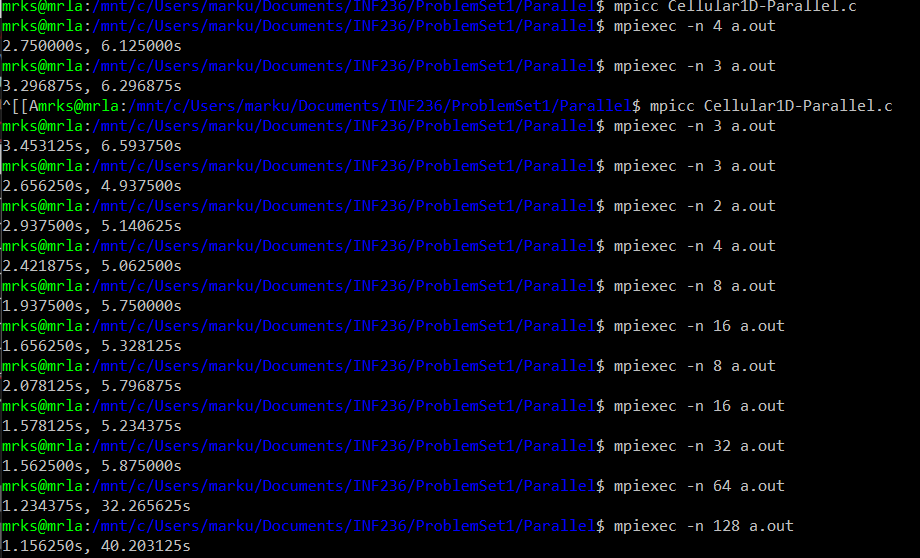 mrks@mrla:/mnt/c/Users/marku/Documents/INF236/ProblemSet1/Parallel$ mpicc Cellular1D-Parallel.c
mrks@mrla:/mnt/c/Users/marku/Documents/INF236/ProblemSet1/Parallel$ mpiexec -n 4 a.out
2.750000s, 6.125000s
mrks@mrla:/mnt/c/Users/marku/Documents/INF236/ProblemSet1/Parallel$ mpiexec -n 3 a.out
3.296875s, 6.296875s
^[[Amrks@mrla:/mnt/c/Users/marku/Documents/INF236/ProblemSet1/Parallel$ mpicc Cellular1D-Parallel.c
mrks@mrla:/mnt/c/Users/marku/Documents/INF236/ProblemSet1/Parallel$ mpiexec -n 3 a.out
3.453125s, 6.593750s
mrks@mrla:/mnt/c/Users/marku/Documents/INF236/ProblemSet1/Parallel$ mpiexec -n 3 a.out
2.656250s, 4.937500s
mrks@mrla:/mnt/c/Users/marku/Documents/INF236/ProblemSet1/Parallel$ mpiexec -n 2 a.out
2.937500s, 5.140625s
mrks@mrla:/mnt/c/Users/marku/Documents/INF236/ProblemSet1/Parallel$ mpiexec -n 4 a.out
2.421875s, 5.062500s
mrks@mrla:/mnt/c/Users/marku/Documents/INF236/ProblemSet1/Parallel$ mpiexec -n 8 a.out
1.937500s, 5.750000s
mrks@mrla:/mnt/c/Users/marku/Documents/INF236/ProblemSet1/Parallel$ mpiexec -n 16 a.out
1.656250s, 5.328125s
mrks@mrla:/mnt/c/Users/marku/Documents/INF236/ProblemSet1/Parallel$ mpiexec -n 8 a.out
2.078125s, 5.796875s
mrks@mrla:/mnt/c/Users/marku/Documents/INF236/ProblemSet1/Parallel$ mpiexec -n 16 a.out
1.578125s, 5.234375s
mrks@mrla:/mnt/c/Users/marku/Documents/INF236/ProblemSet1/Parallel$ mpiexec -n 32 a.out
1.562500s, 5.875000s
mrks@mrla:/mnt/c/Users/marku/Documents/INF236/ProblemSet1/Parallel$ mpiexec -n 64 a.out
1.234375s, 32.265625s
mrks@mrla:/mnt/c/Users/marku/Documents/INF236/ProblemSet1/Parallel$ mpiexec -n 128 a.out
1.156250s, 40.203125s